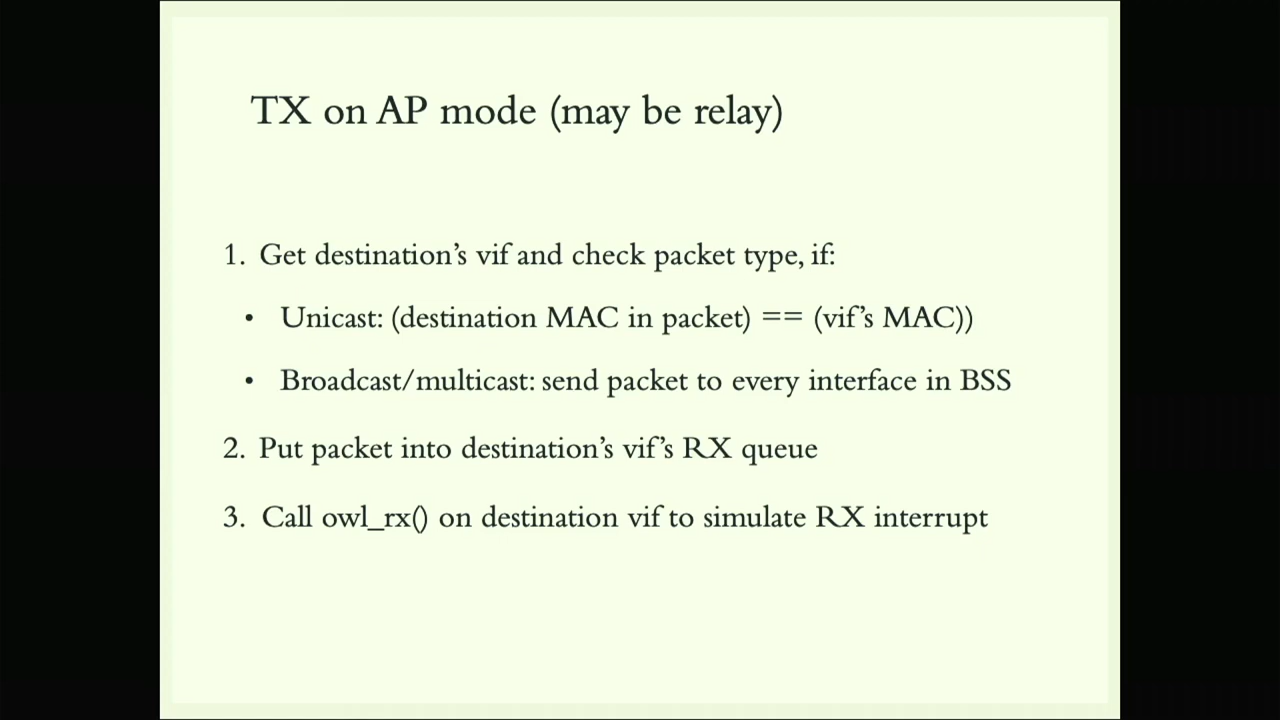 TX on AP mode (may be relay)
1. Get destination’s vif and check packet type, if:
• Unicast: (destination MAC in packet) == (vif’s MAC))
• Broadcast/multicast: send packet to every interface in BSS
2. Put packet into destination’s vif’s RX queue
3. Call owl_rx() on destination vif to simulate RX interrupt